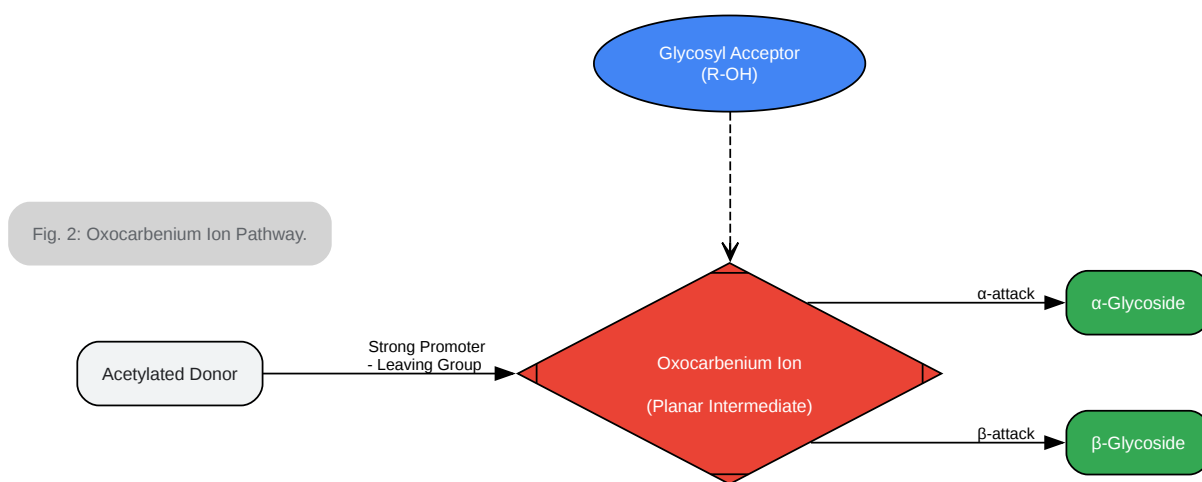 Glycosyl Acceptor
(R-OH)
Fig. 2: Oxocarbenium Ion Pathway.
α-attack
α-Glycoside
Strong Promoter
- Leaving Group
Acetylated Donor
Oxocarbenium Ion
(Planar Intermediate)
β-attack
β-Glycoside